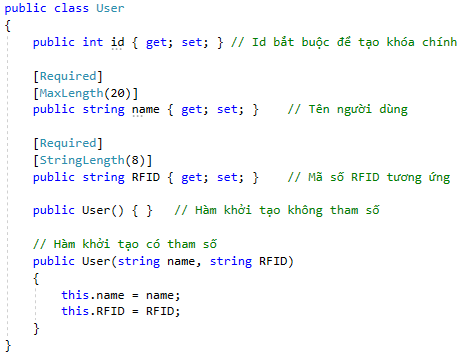 public class User
{
    public int id { get; set; } // Id bắt buộc để tạo khóa chính
    [Required]
    [MaxLength(20)]
    public string name { get; set; }    // Tên người dùng
    [Required]
    [StringLength(8)]
    public string RFID { get; set; }    // Mã số RFID tương ứng
    public User() { }   // Hàm khởi tạo không tham số
    // Hàm khởi tạo có tham số
    public User(string name, string RFID)
    {
        this.name = name;
        this.RFID = RFID;
    }
}